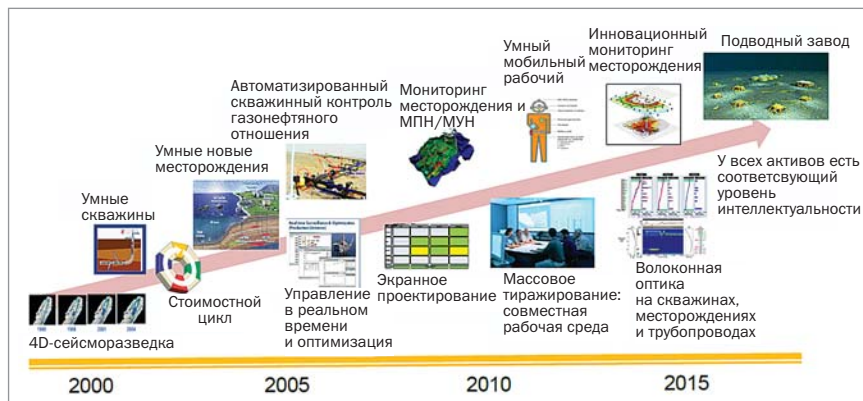 Умный
мобильный
рабочий
Инновационный
мониторинг
месторождения
Подводный завод
Автоматизированный
скважинный контроль
газонефтяного
отношения
Мониторинг
месторождения и
МПН/МУН
Умные новые
месторождения
Умные
скважины
У всех активов есть
соответсвующий
уровень
интеллектуальности
Стоимостной
цикл
Управление
в реальном
времени
и оптимизация
Экранное
проектирование
Массовое
тиражирование:
совместная
рабочая среда
Волоконная
оптика
на скважинах,
месторождениях
и трубопроводах
4D-сейсморазведка
2000
2005
2010
2015